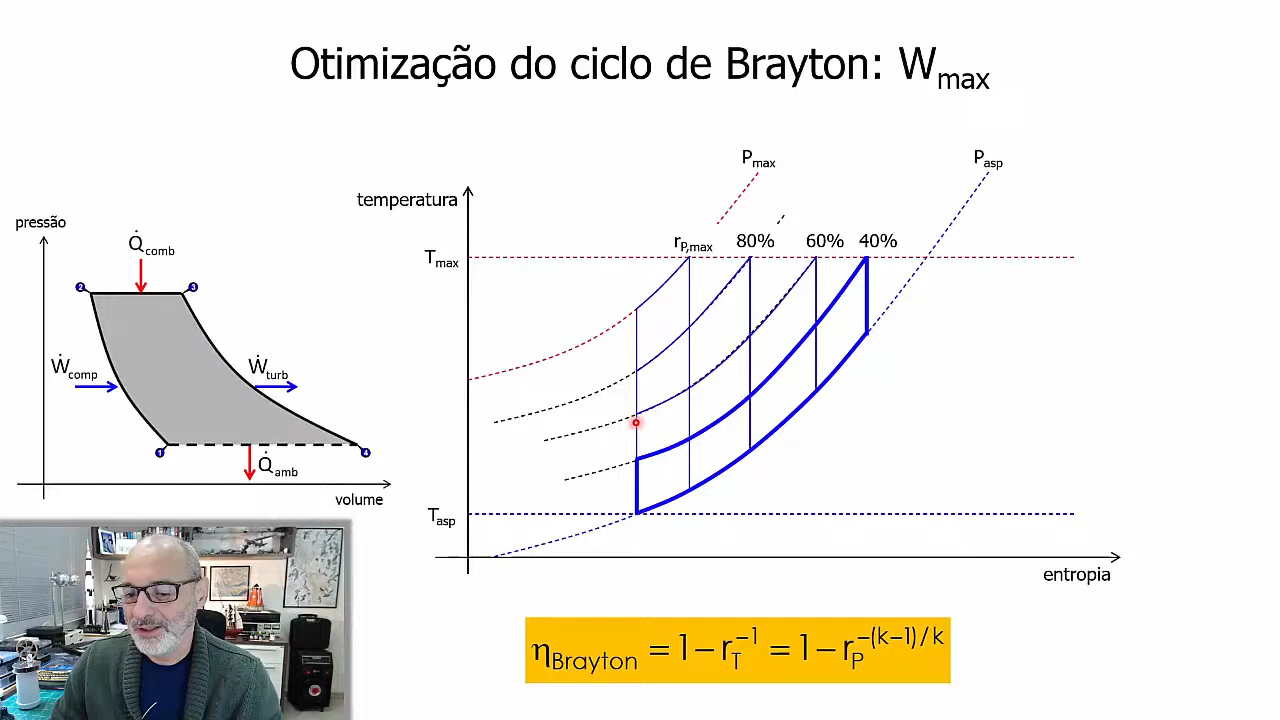 Otimização do ciclo de Brayton: Wmax
pressão
Q̇comb
2
3
Ẇcomp
Ẇturb
1
4
Q̇amb
volume
Pmax
Pasp
temperatura
rP,max
80%
60%
40%
Tmax
Tasp
entropia
ηBrayton = 1 − rT^−1 = 1 − rP^−(k−1)/k